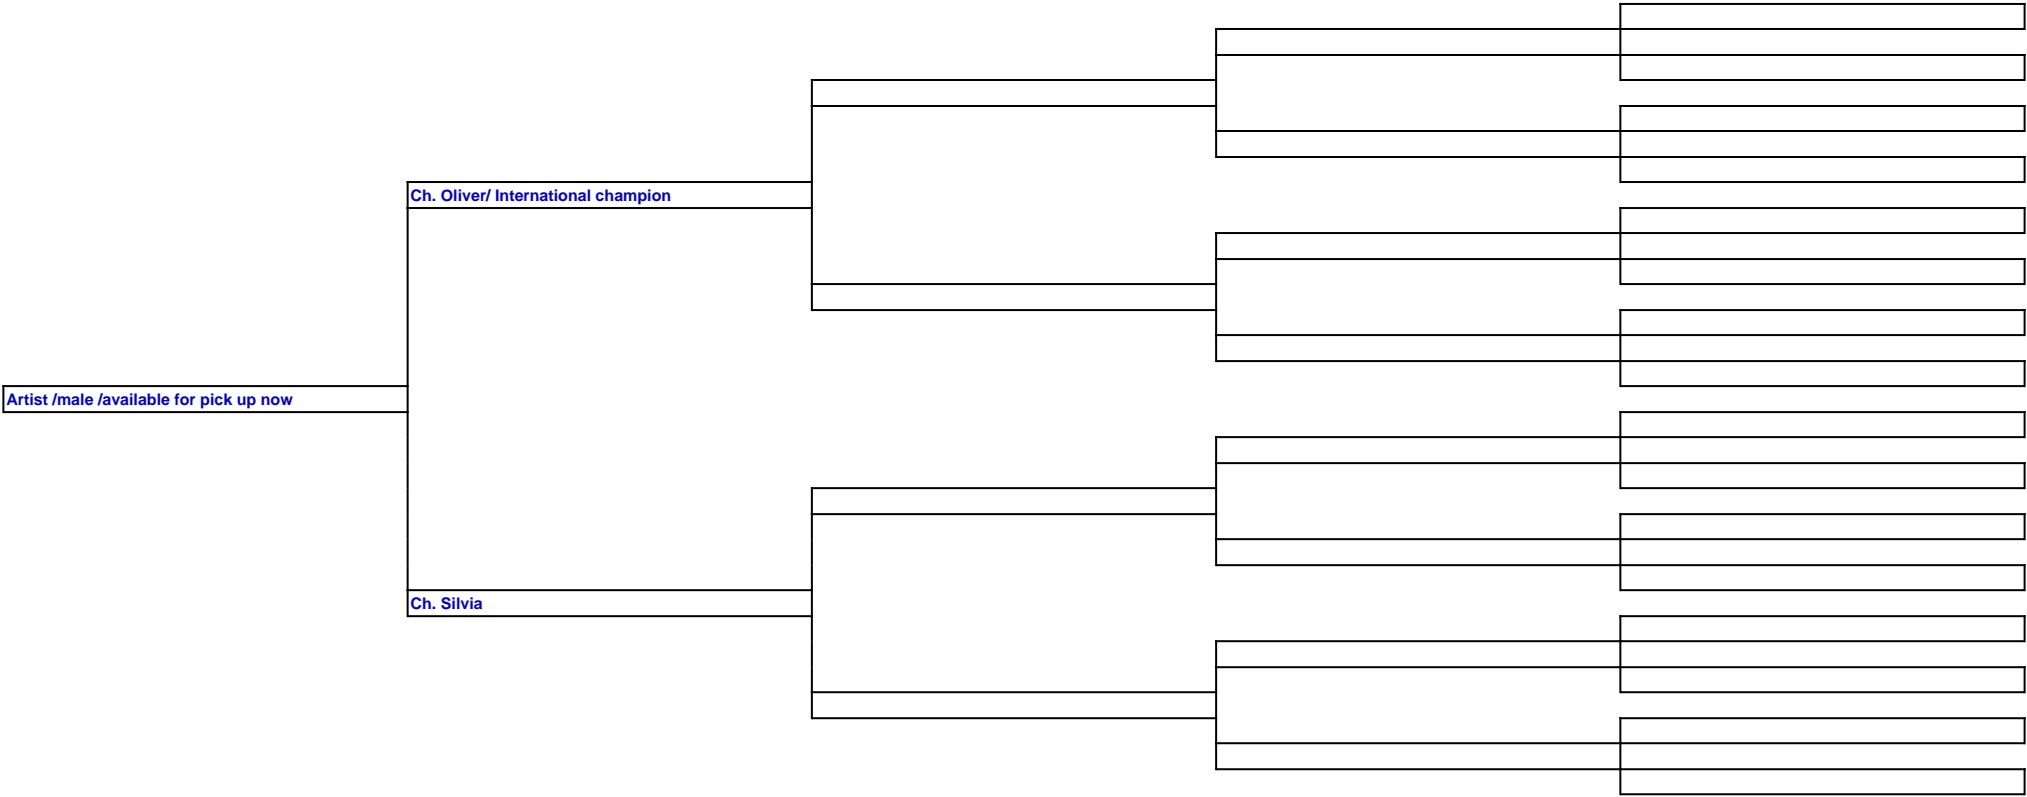 Ch. Oliver/ International champion
Artist /male /available for pick up now
Ch. Silvia